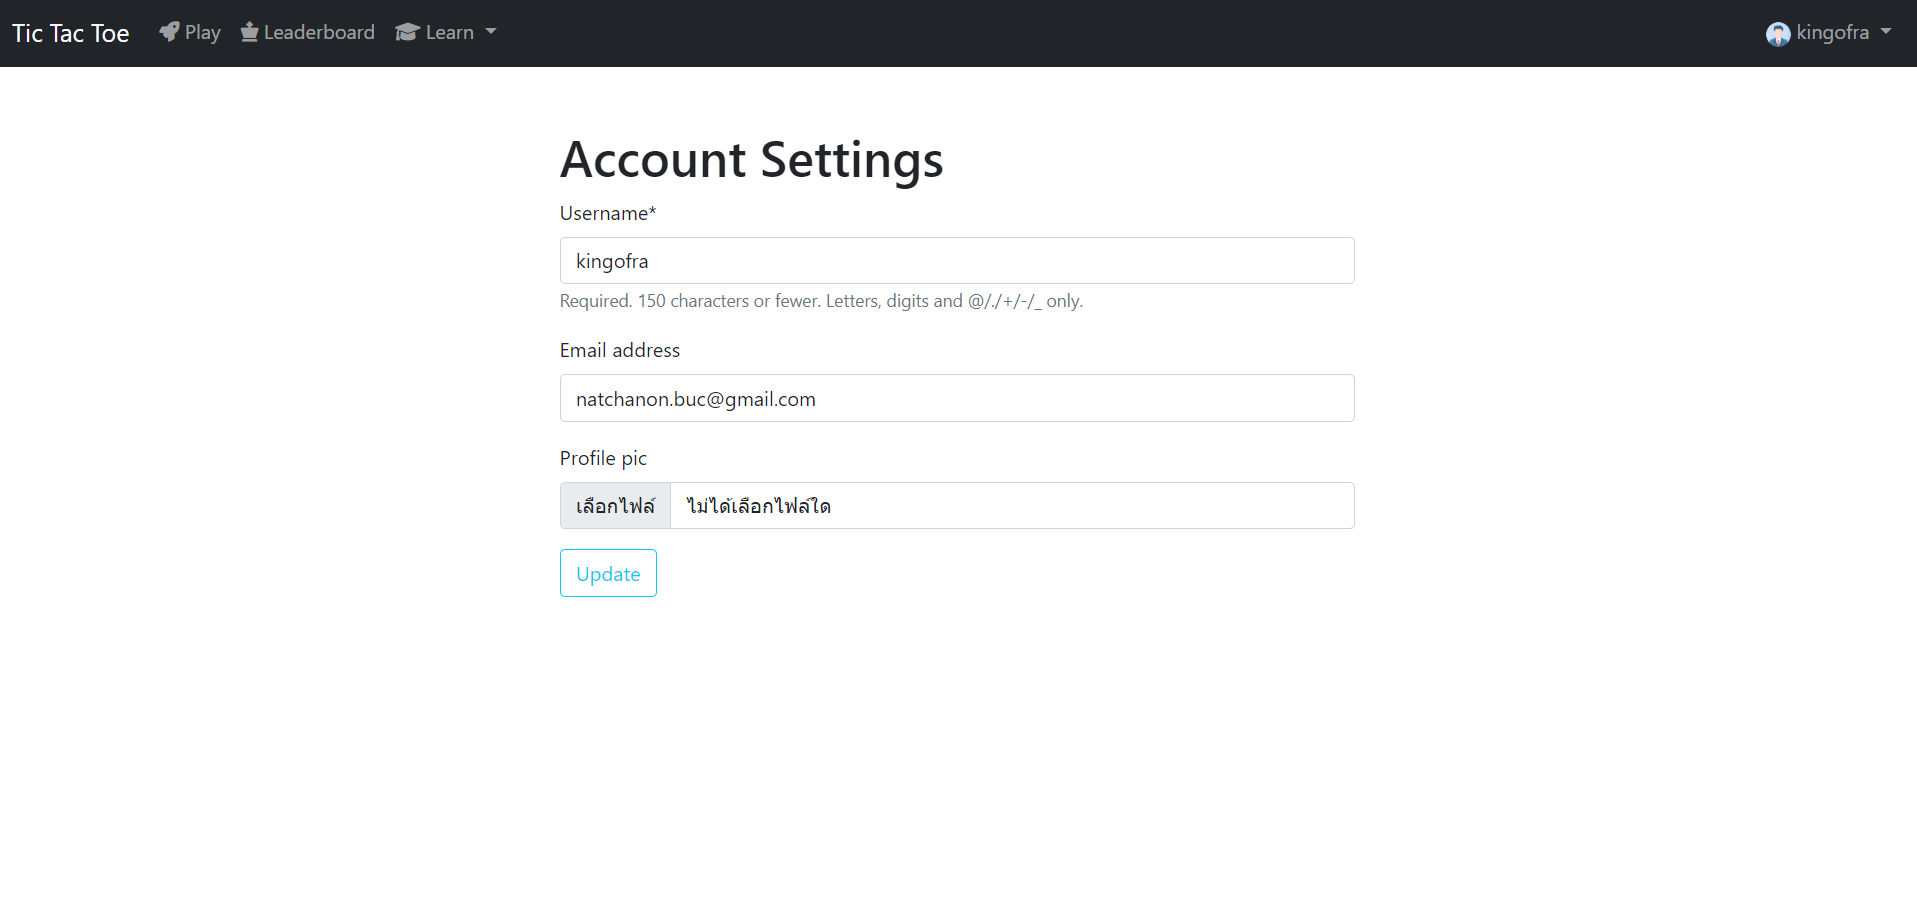 Tic Tac Toe Play Leaderboard Learn kingofra
Account Settings
Username*
kingofra
Required. 150 characters or fewer. Letters, digits and @/./+/-/_ only.
Email address
natchanon.buc@gmail.com
Profile pic
เลือกไฟล์ ไม่ได้เลือกไฟล์ใด
Update